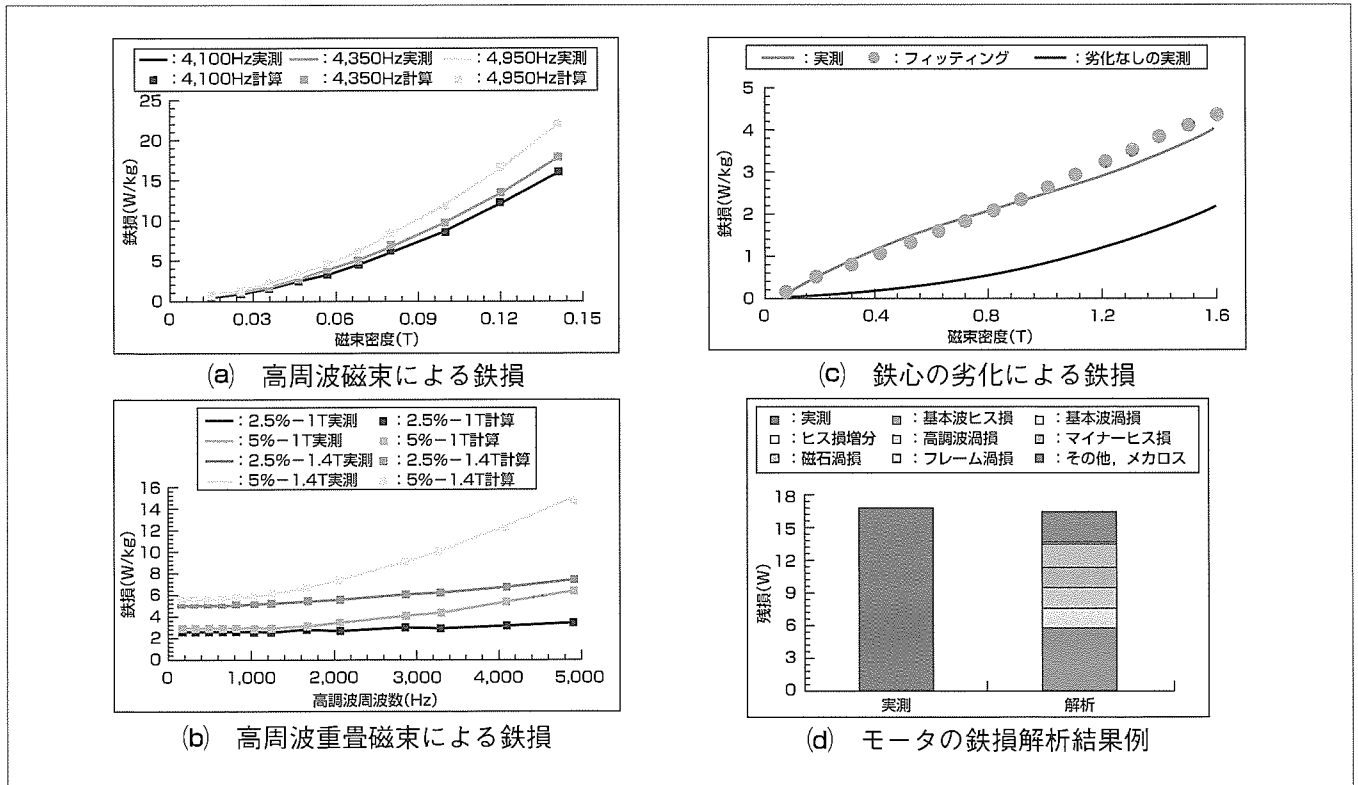 ：4,100Hz実測 ：4,350Hz実測 ：4,950Hz実測
：4,100Hz計算 ：4,350Hz計算 ：4,950Hz計算
25
20
15
10
5
0
鉄損(W/kg)
0 0.03 0.06 0.09 0.12 0.15
磁束密度(T)
(a) 高周波磁束による鉄損
：2.5%－1T実測 ：2.5%－1T計算
：5%－1T実測 ：5%－1T計算
：2.5%－1.4T実測 ：2.5%－1.4T計算
：5%－1.4T実測 ：5%－1.4T計算
16
14
12
10
8
6
4
2
0
鉄損(W/kg)
0 1,000 2,000 3,000 4,000 5,000
高調波周波数(Hz)
(b) 高周波重畳磁束による鉄損
：実測 ：フィッティング ：劣化なしの実測
5
4
3
2
1
0
鉄損(W/kg)
0 0.4 0.8 1.2 1.6
磁束密度(T)
(c) 鉄心の劣化による鉄損
：実測 ：基本波ヒス損 ：基本波渦損
：ヒス損増分 ：高調波渦損 ：マイナーヒス損
：磁石渦損 ：フレーム渦損 ：その他，メカロス
18
15
12
9
6
3
0
残損(W)
実測 解析
(d) モータの鉄損解析結果例